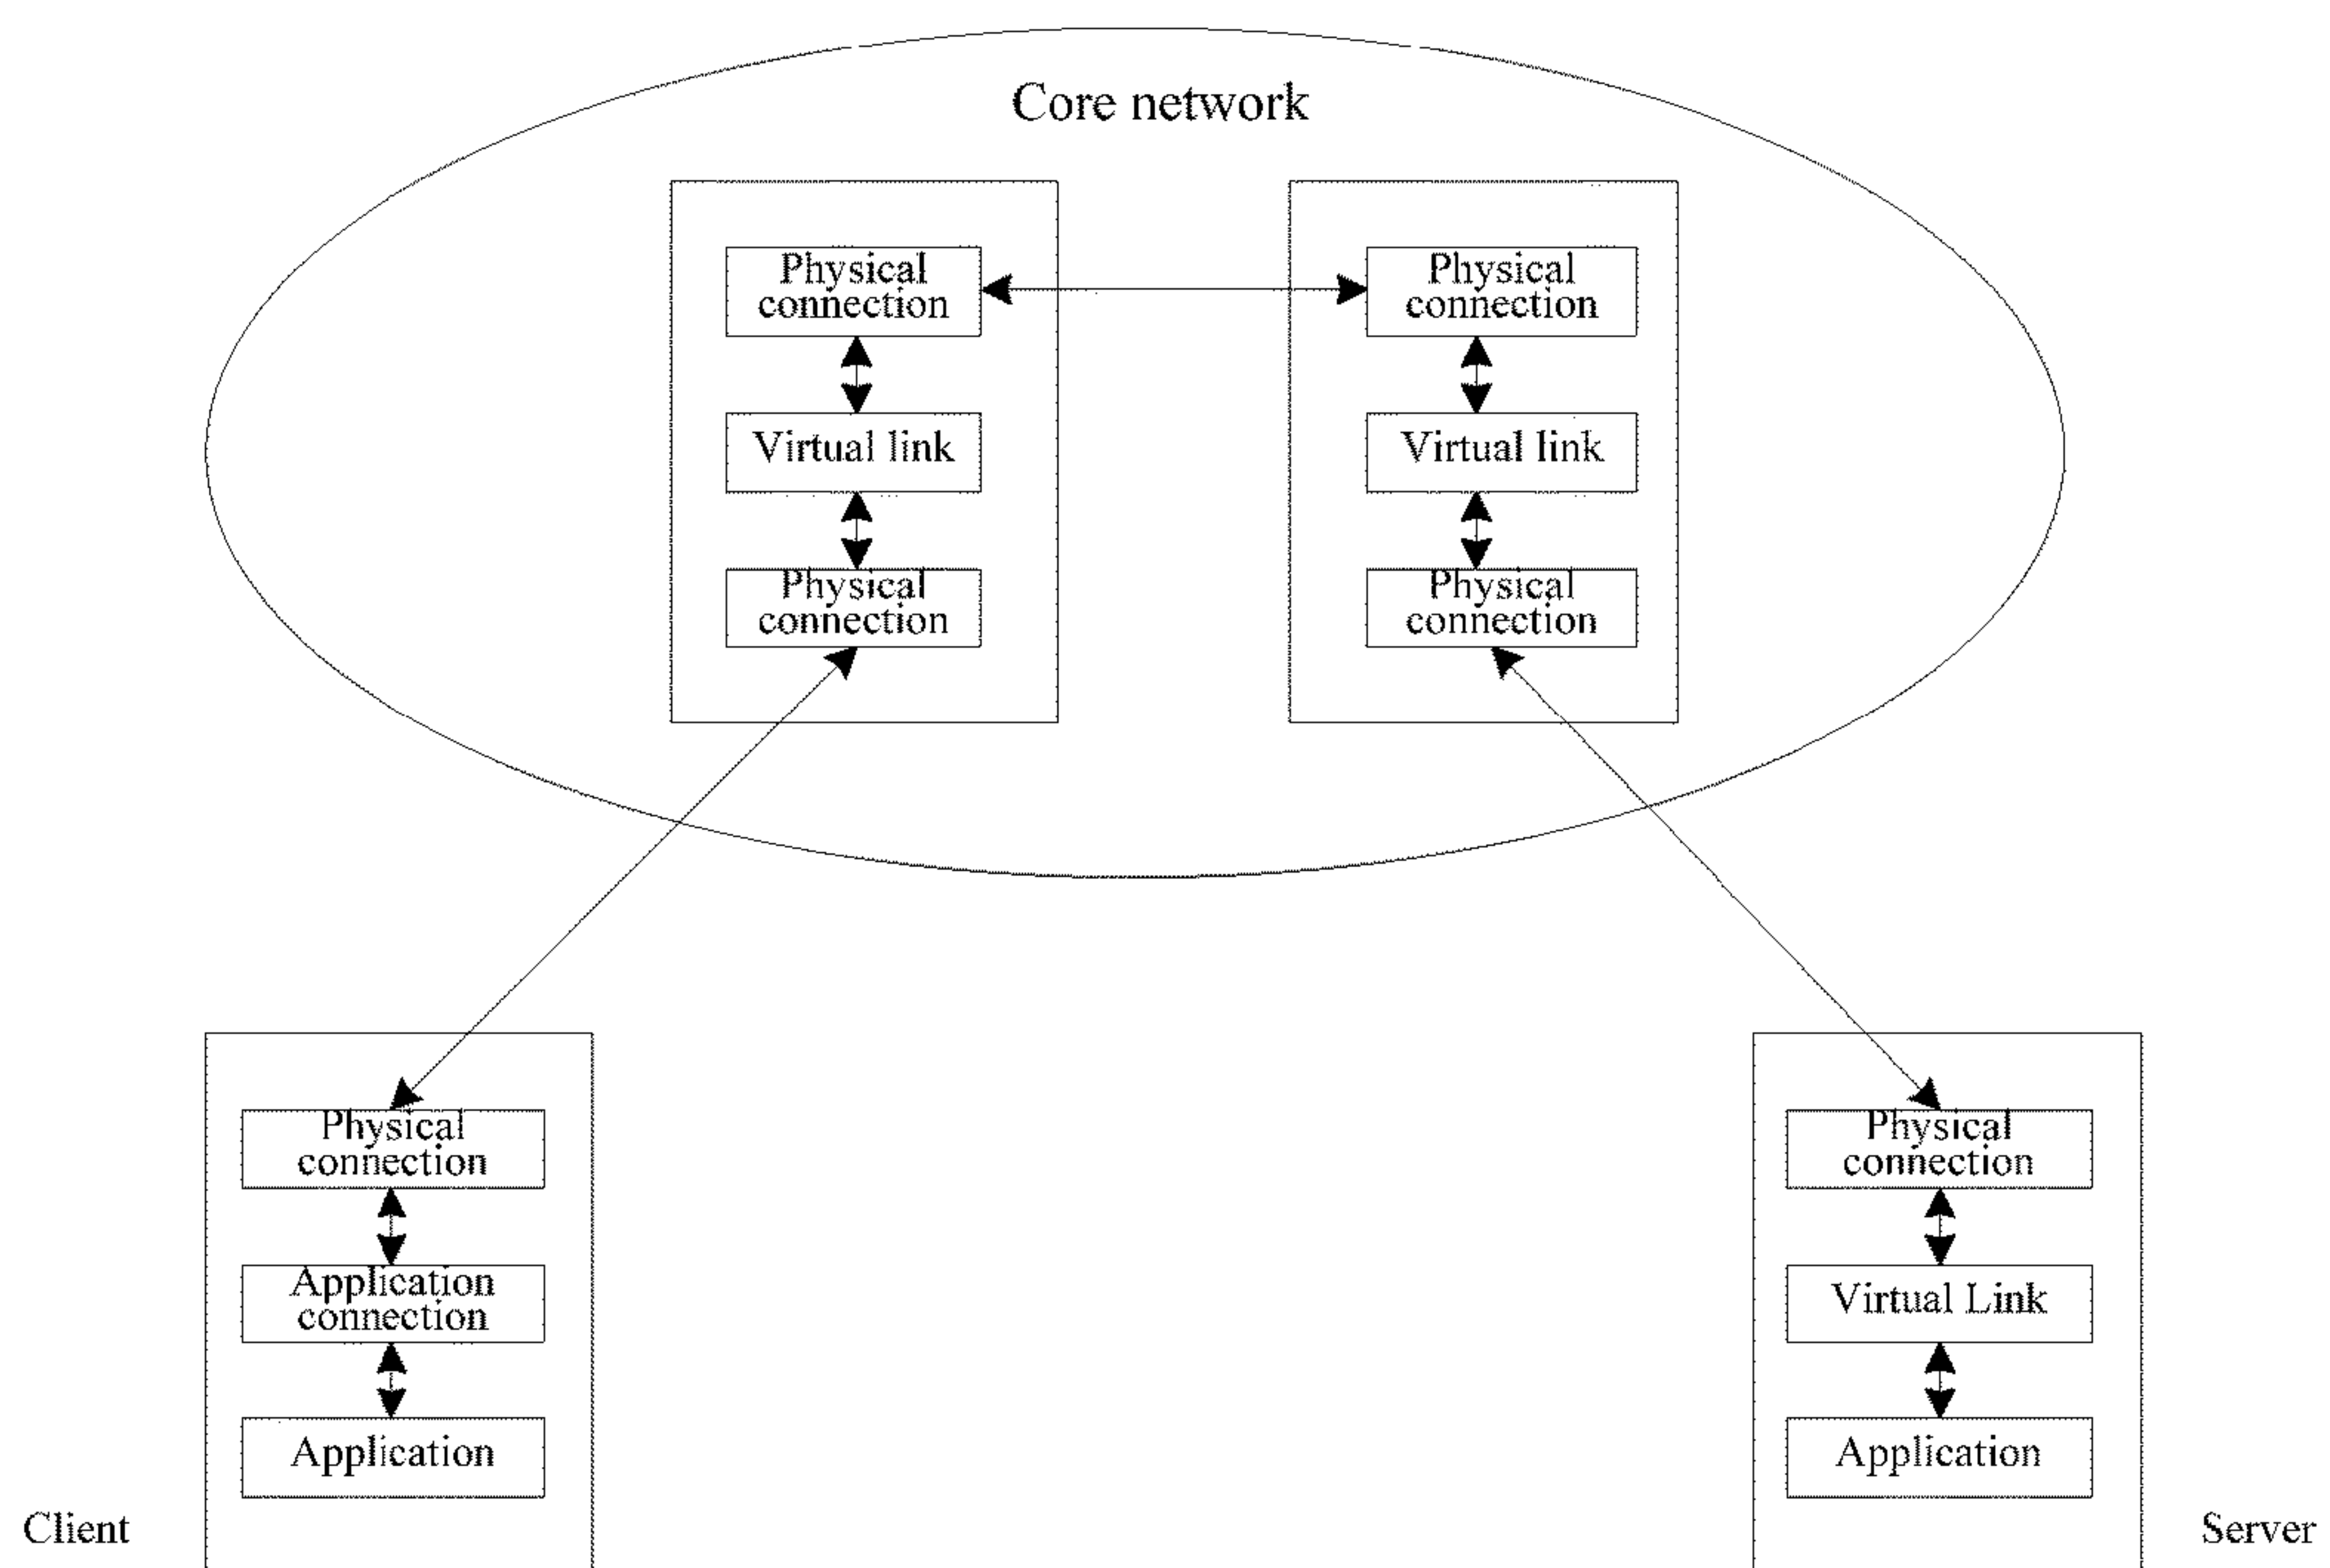 Core network
Physical
connection
Physical
connection
Virtual link
Virtual link
Physical
connection
Physical
connection
Physical
connection
Application
connection
Application
Client
Physical
connection
Virtual Link
Application
Server